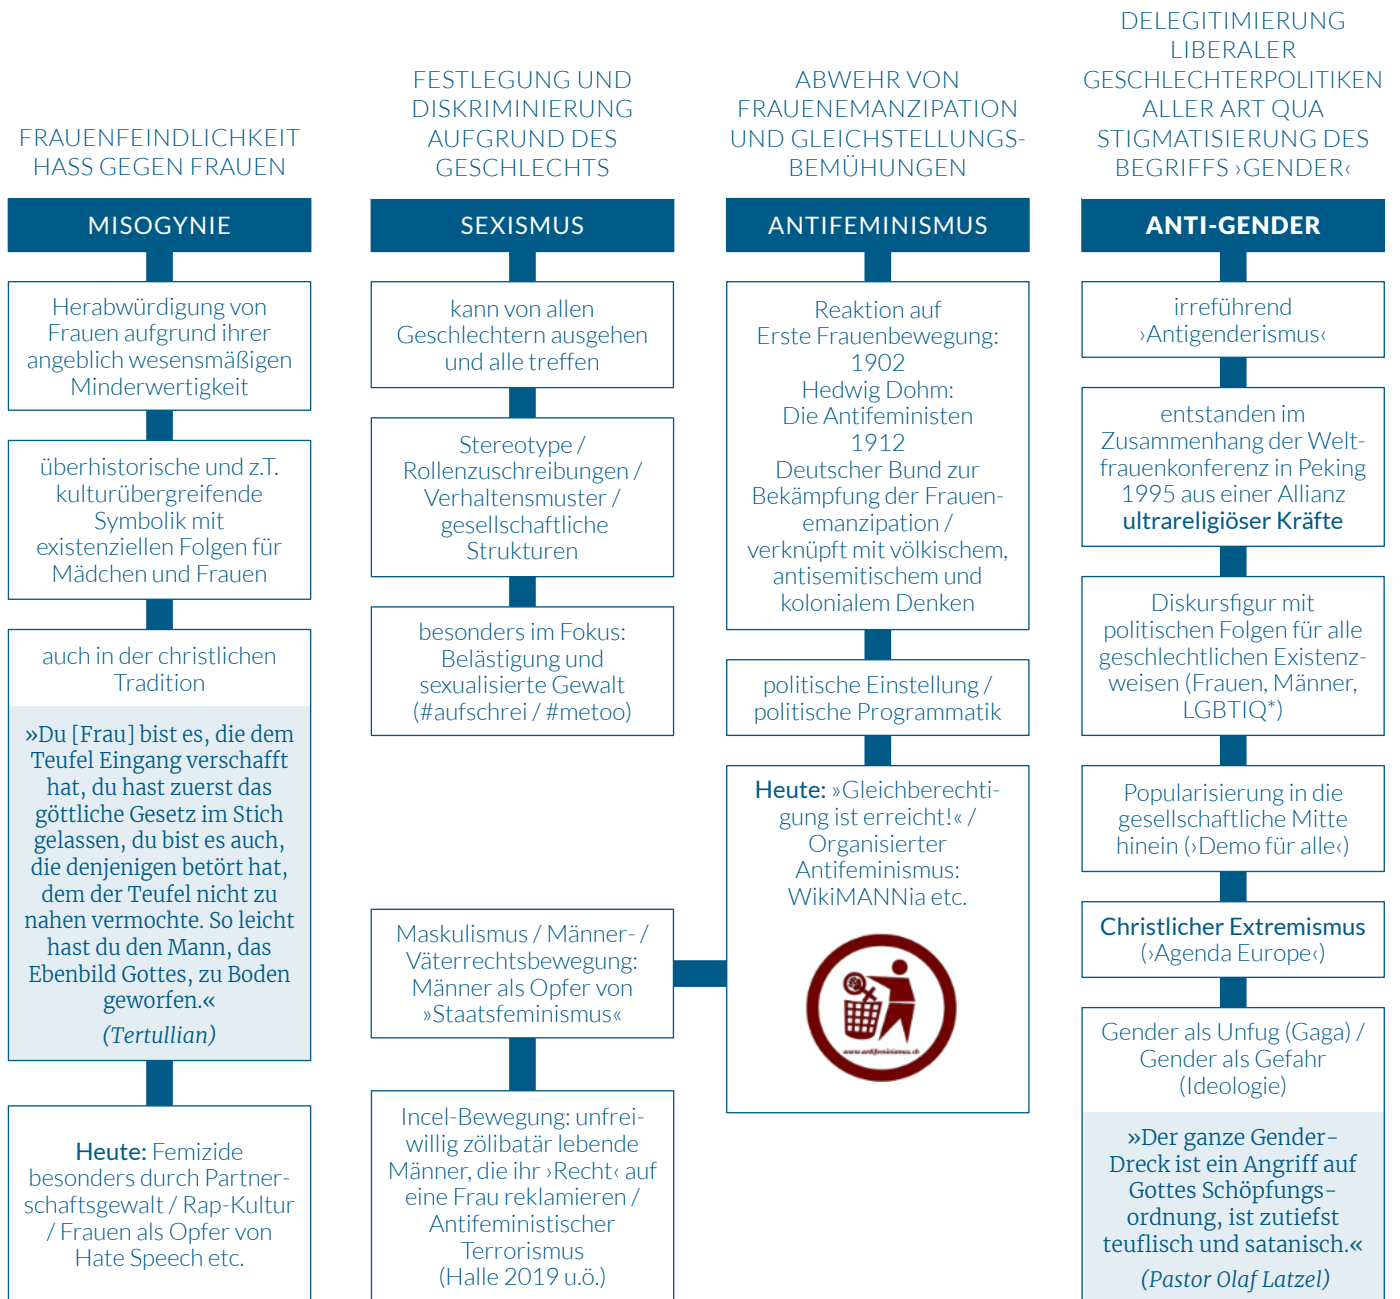 FRAUENFEINDLICHKEIT
HASS GEGEN FRAUEN
MISOGYNIE
Herabwürdigung von
Frauen aufgrund ihrer
angeblich wesensmäßigen
Minderwertigkeit
überhistorische und z.T.
kulturübergreifende
Symbolik mit
existenziellen Folgen für
Mädchen und Frauen
auch in der christlichen
Tradition
»Du [Frau] bist es, die dem
Teufel Eingang verschafft
hat, du hast zuerst das
göttliche Gesetz im Stich
gelassen, du bist es auch,
die denjenigen betört hat,
dem der Teufel nicht zu
nahen vermochte. So leicht
hast du den Mann, das
Ebenbild Gottes, zu Boden
geworfen.«
(Tertullian)
Heute: Femizide
besonders durch Partner-
schaftsgewalt / Rap-Kultur
/ Frauen als Opfer von
Hate Speech etc.
FESTLEGUNG UND
DISKRIMINIERUNG
AUFGRUND DES
GESCHLECHTS
SEXISMUS
kann von allen
Geschlechtern ausgehen
und alle treffen
Stereotype /
Rollenzuschreibungen /
Verhaltensmuster /
gesellschaftliche
Strukturen
besonders im Fokus:
Belästigung und
sexualisierte Gewalt
(#aufschrei / #metoo)
Maskulismus / Männer- /
Väterrechtsbewegung:
Männer als Opfer von
»Staatsfeminismus«
Incel-Bewegung: unfrei-
willig zölibatär lebende
Männer, die ihr ›Recht‹ auf
eine Frau reklamieren /
Antifeministischer
Terrorismus
(Halle 2019 u.ö.)
ABWEHR VON
FRAUENEMANZIPATION
UND GLEICHSTELLUNGS-
BEMÜHUNGEN
ANTIFEMINISMUS
Reaktion auf
Erste Frauenbewegung:
1902
Hedwig Dohm:
Die Antifeministen
1912
Deutscher Bund zur
Bekämpfung der Frauen-
emanzipation /
verknüpft mit völkischem,
antisemitischem und
kolonialem Denken
politische Einstellung /
politische Programmatik
Heute: »Gleichberechti-
gung ist erreicht!« /
Organisierter
Antifeminismus:
WikiMANNia etc.
www.antifeminismus.ch
DELEGITIMIERUNG
LIBERALER
GESCHLECHTERPOLITIKEN
ALLER ART QUA
STIGMATISIERUNG DES
BEGRIFFS ›GENDER‹
ANTI-GENDER
irreführend
›Antigenderismus‹
entstanden im
Zusammenhang der Welt-
frauenkonferenz in Peking
1995 aus einer Allianz
ultrareligiöser Kräfte
Diskursfigur mit
politischen Folgen für alle
geschlechtlichen Existenz-
weisen (Frauen, Männer,
LGBTIQ*)
Popularisierung in die
gesellschaftliche Mitte
hinein (›Demo für alle‹)
Christlicher Extremismus
(›Agenda Europe‹)
Gender als Unfug (Gaga) /
Gender als Gefahr
(Ideologie)
»Der ganze Gender-
Dreck ist ein Angriff auf
Gottes Schöpfungs-
ordnung, ist zutiefst
teuflisch und satanisch.«
(Pastor Olaf Latzel)